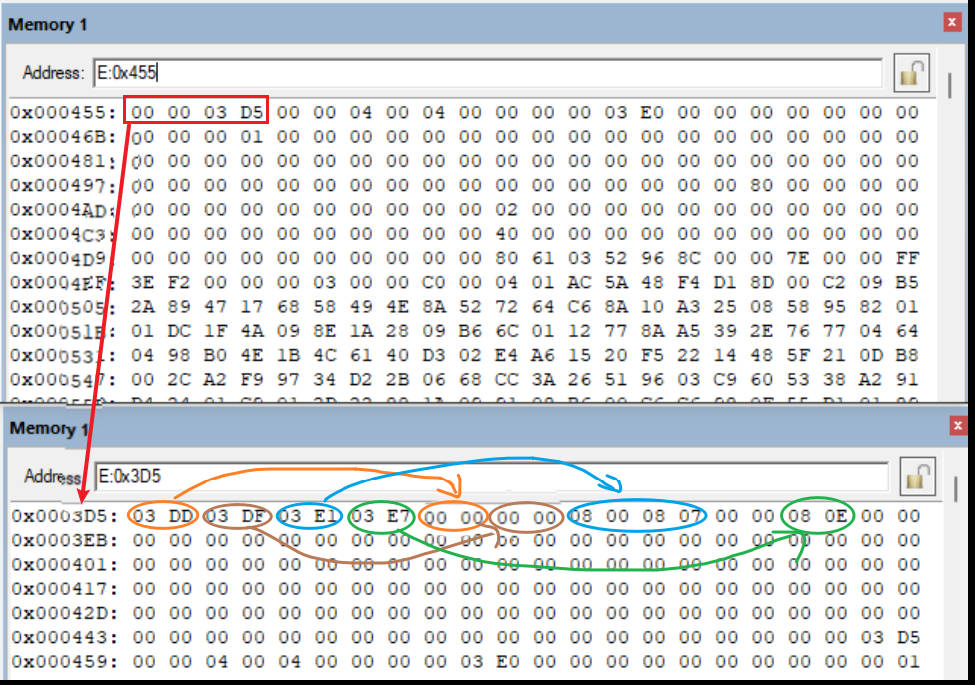 Memory 1
Address: E:0x455
0x000455: 00 00 03 D5 00 00 04 00 04 00 00 00 00 03 E0 00 00 00 00 00 00 00
0x00046B: 00 00 00 01 00 00 00 00 00 00 00 00 00 00 00 00 00 00 00 00 00 00
0x000481: 00 00 00 00 00 00 00 00 00 00 00 00 00 00 00 00 00 00 00 00 00 00
0x000497: 00 00 00 00 00 00 00 00 00 00 00 00 00 00 00 00 00 80 00 00 00 00
0x0004AD: 00 00 00 00 00 00 00 00 00 00 02 00 00 00 00 00 00 00 00 00 00 00
0x0004C3: 00 00 00 00 00 00 00 00 00 00 40 00 00 00 00 00 00 00 00 00 00 00
0x0004D9: 00 00 00 00 00 00 00 00 00 00 80 61 03 52 96 8C 00 00 7E 00 00 FF
0x0004EF: 3E F2 00 00 00 03 00 00 C0 00 04 01 AC 5A 48 F4 D1 8D 00 C2 09 B5
0x000505: 2A 89 47 17 68 58 49 4E 8A 52 72 64 C6 8A 10 A3 25 08 58 95 82 01
0x00051B: 01 DC 1F 4A 09 8E 1A 28 09 B6 6C 01 12 77 8A A5 39 2E 76 77 04 64
0x000531: 04 98 B0 4E 1B 4C 61 40 D3 02 E4 A6 15 20 F5 22 14 48 5F 21 0D B8
0x000547: 00 2C A2 F9 97 34 D2 2B 06 68 CC 3A 26 51 96 03 C9 60 53 38 A2 91
Memory 1
Address E:0x3D5
0x0003D5: 03 DD 03 DF 03 E1 03 E7 00 00 00 00 08 00 08 07 00 00 08 0E 00 00
0x0003EB: 00 00 00 00 00 00 00 00 00 00 00 00 00 00 00 00 00 00 00 00 00 00
0x000401: 00 00 00 00 00 00 00 00 00 00 00 00 00 00 00 00 00 00 00 00 00 00
0x000417: 00 00 00 00 00 00 00 00 00 00 00 00 00 00 00 00 00 00 00 00 00 00
0x00042D: 00 00 00 00 00 00 00 00 00 00 00 00 00 00 00 00 00 00 00 00 00 00
0x000443: 00 00 00 00 00 00 00 00 00 00 00 00 00 00 00 00 00 00 00 00 03 D5
0x000459: 00 00 04 00 04 00 00 00 00 03 E0 00 00 00 00 00 00 00 00 00 00 01